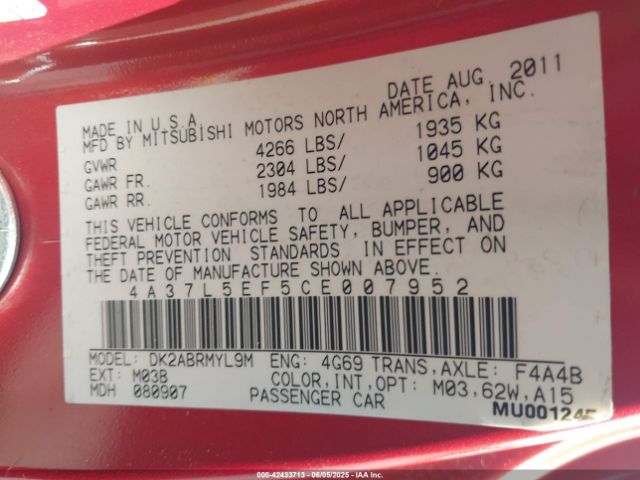 DATE AUG. 2011
MADE IN U.S.A
MFD BY MITSUBISHI MOTORS NORTH AMERICA, INC.
GVWR 4266 LBS/ 1935 KG
GAWR FR. 2304 LBS/ 1045 KG
GAWR RR. 1984 LBS/ 900 KG
THIS VEHICLE CONFORMS TO ALL APPLICABLE
FEDERAL MOTOR VEHICLE SAFETY, BUMPER, AND
THEFT PREVENTION STANDARDS IN EFFECT ON
THE DATE OF MANUFACTURE SHOWN ABOVE.
4A37L5EF5CE007952
MODEL: DK2ABRMYL9M ENG: 4G69 TRANS,AXLE: F4A4B
EXT: M03B COLOR,INT,OPT: M03,62W,A15
MDH 080907 PASSENGER CAR
000-42433713 | 06/05/2025 - IAA Inc.